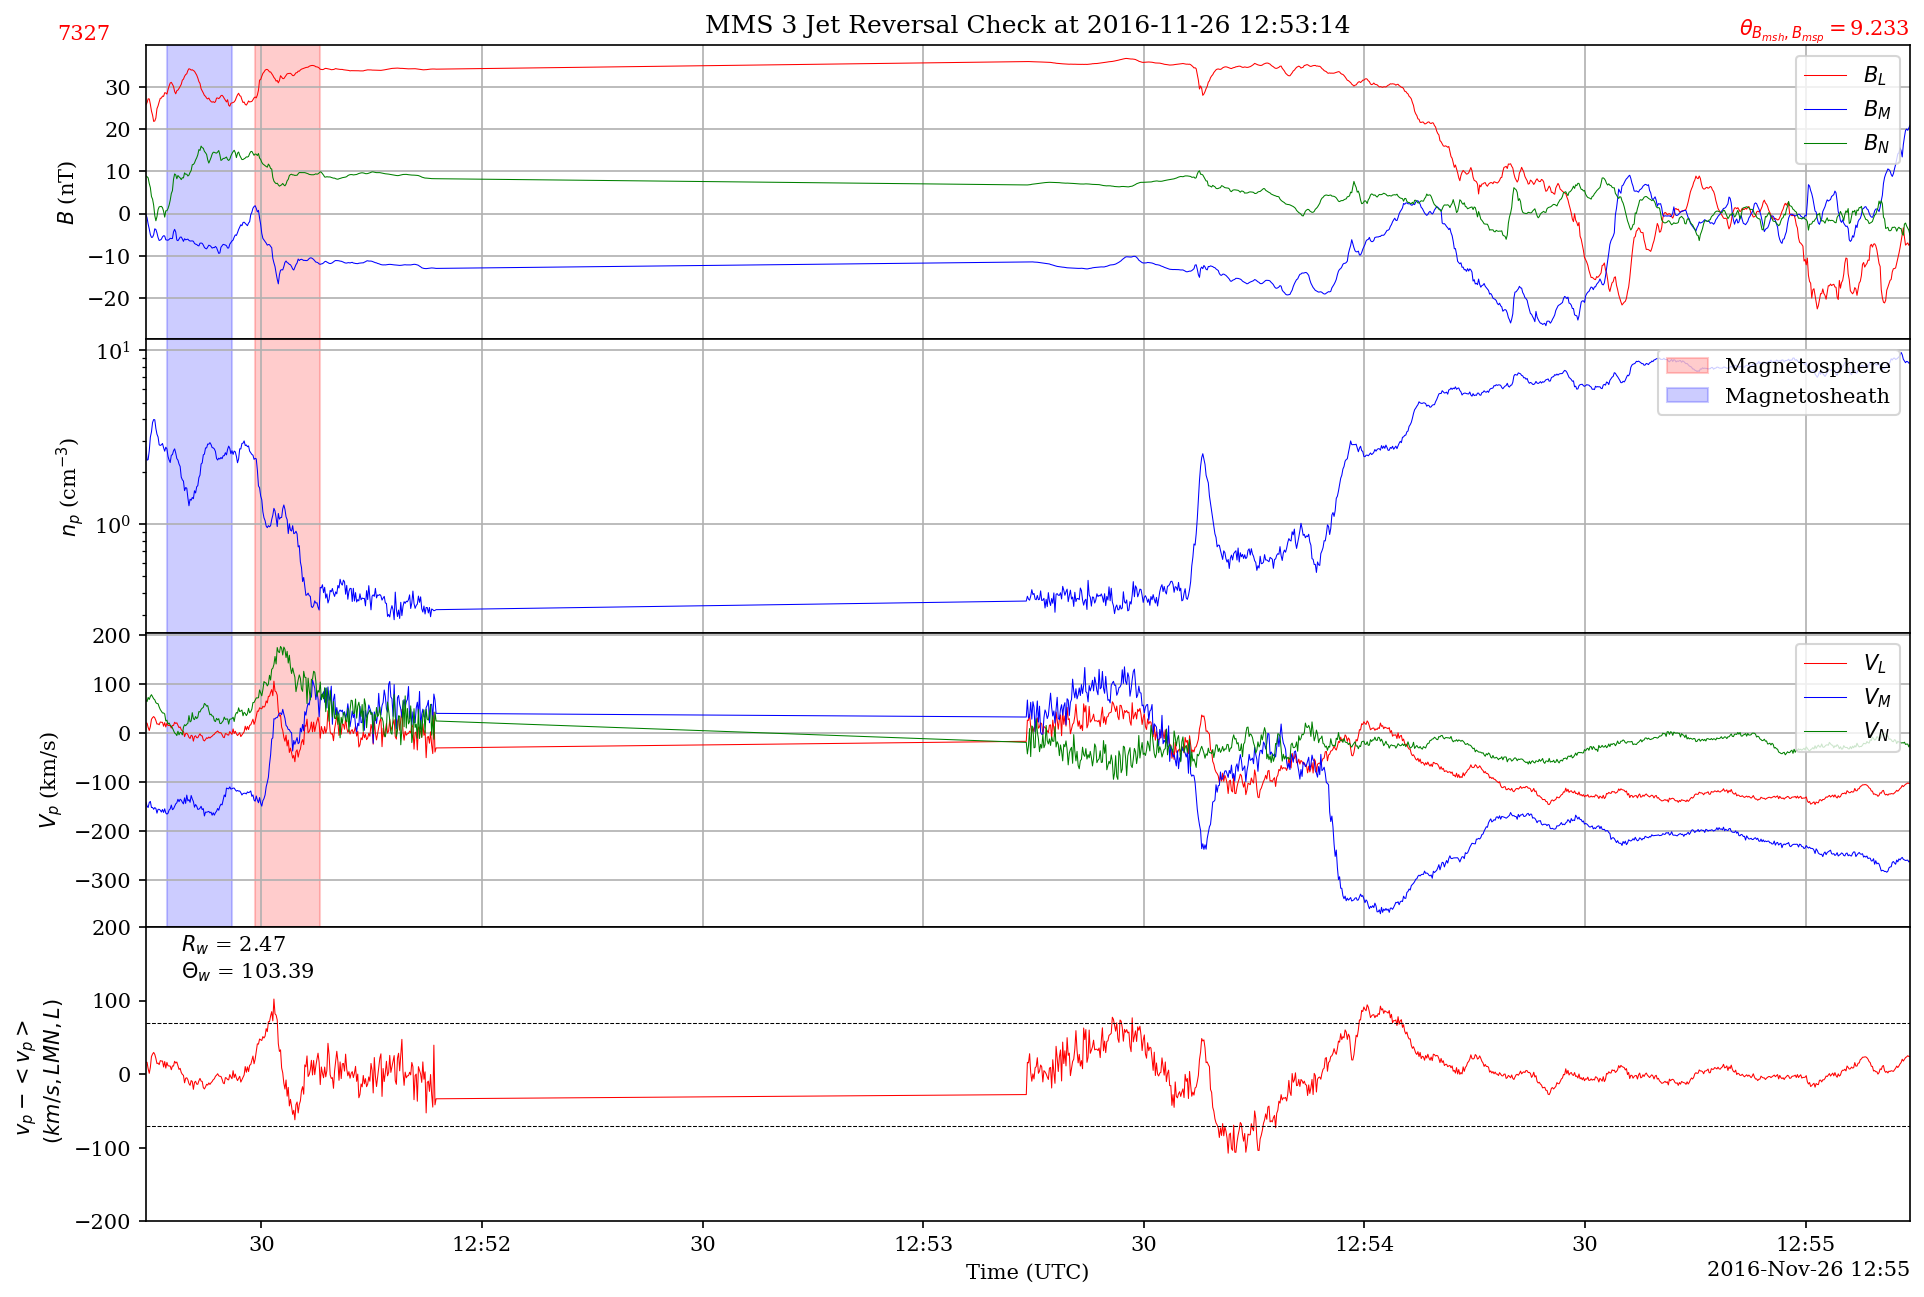 7327
MMS 3 Jet Reversal Check at 2016-11-26 12:53:14
θ_{B_{msh}, B_{msp}} = 9.233
B (nT)
30
20
10
0
−10
−20
B_L
B_M
B_N
n_p (cm^{−3})
10^1
10^0
Magnetosphere
Magnetosheath
V_p (km/s)
200
100
0
−100
−200
−300
V_L
V_M
V_N
v_p − < v_p >
(km/s, LMN, L)
200
100
0
−100
−200
R_w = 2.47
Θ_w = 103.39
30 12:52 30 12:53 30 12:54 30 12:55
Time (UTC)
2016-Nov-26 12:55